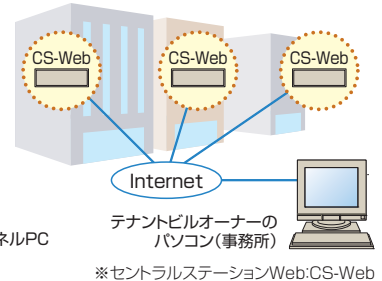 CS-Web
CS-Web
CS-Web
Internet
テナントビルオーナーの
パソコン(事務所)
ネルPC
※セントラルステーションWeb:CS-Web